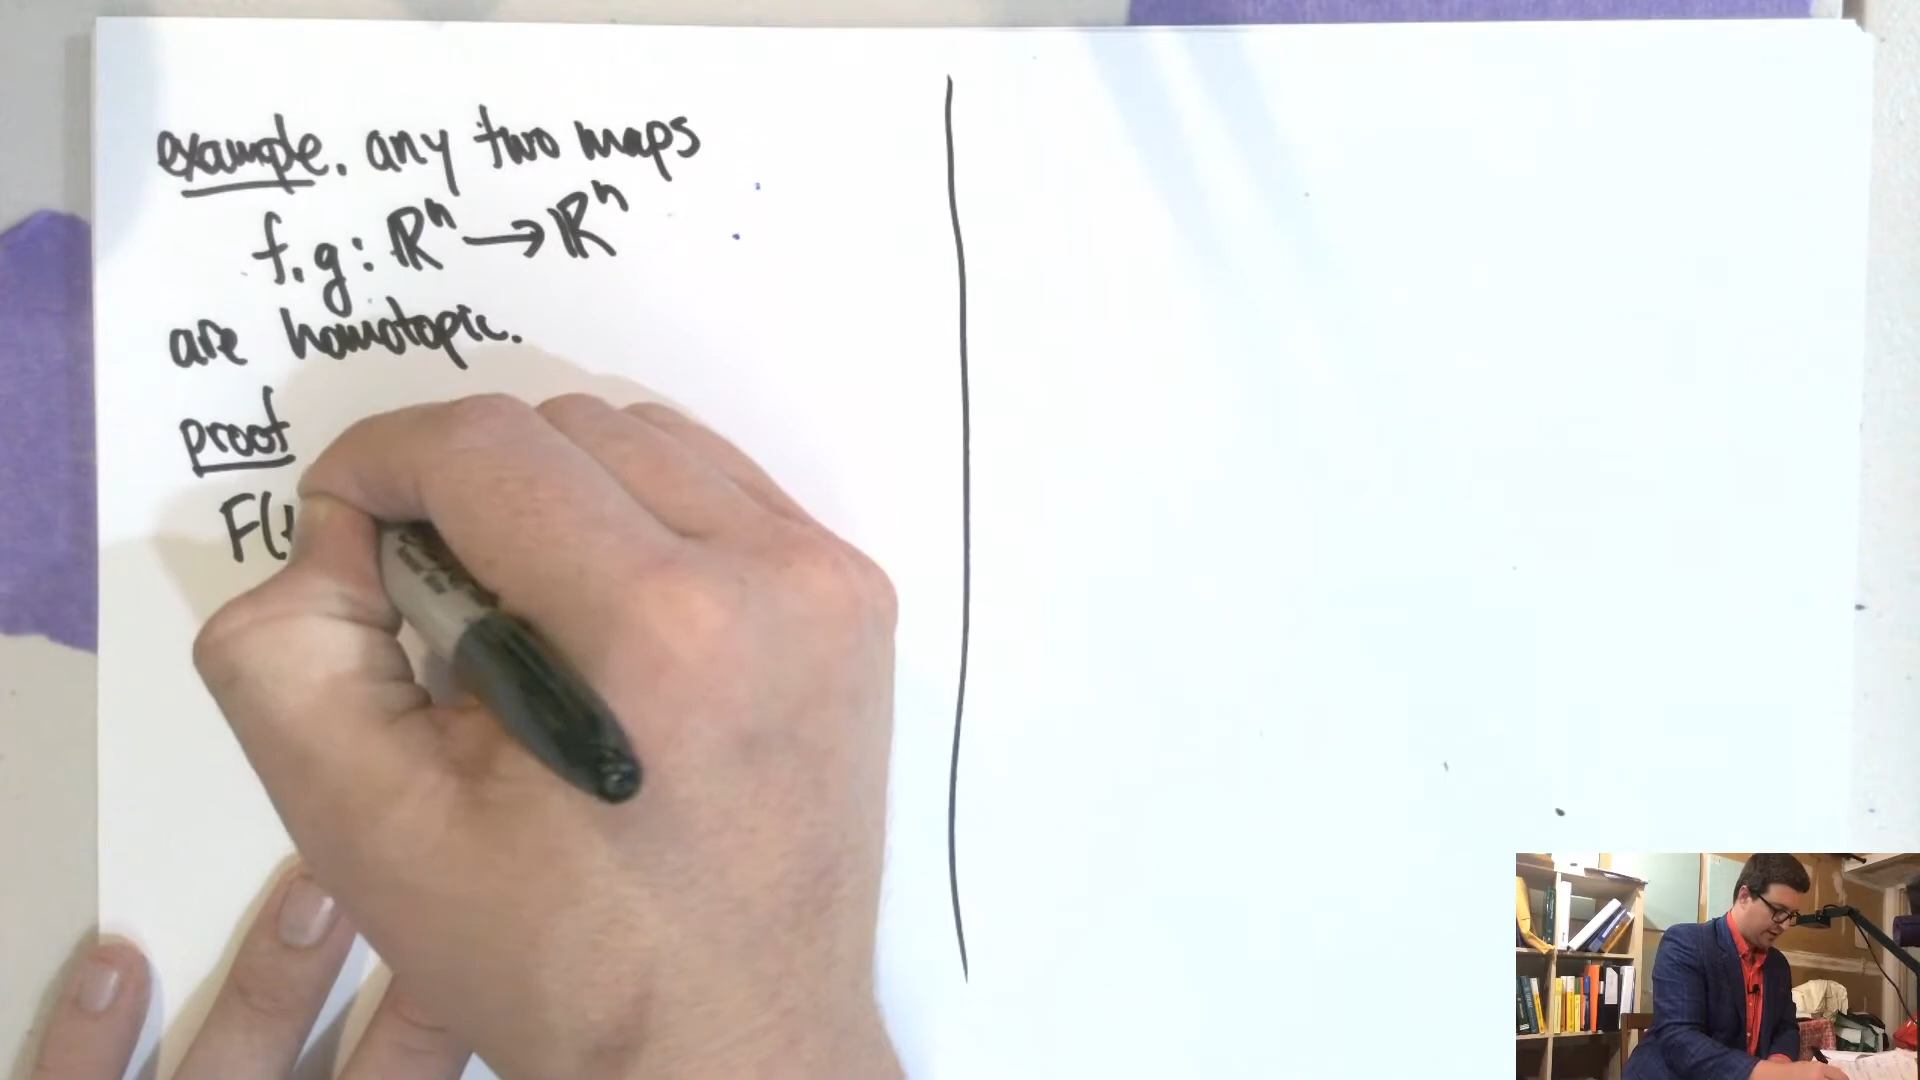 example. any two maps
f, g: ℝⁿ → ℝⁿ
are homotopic.
proof
F(t